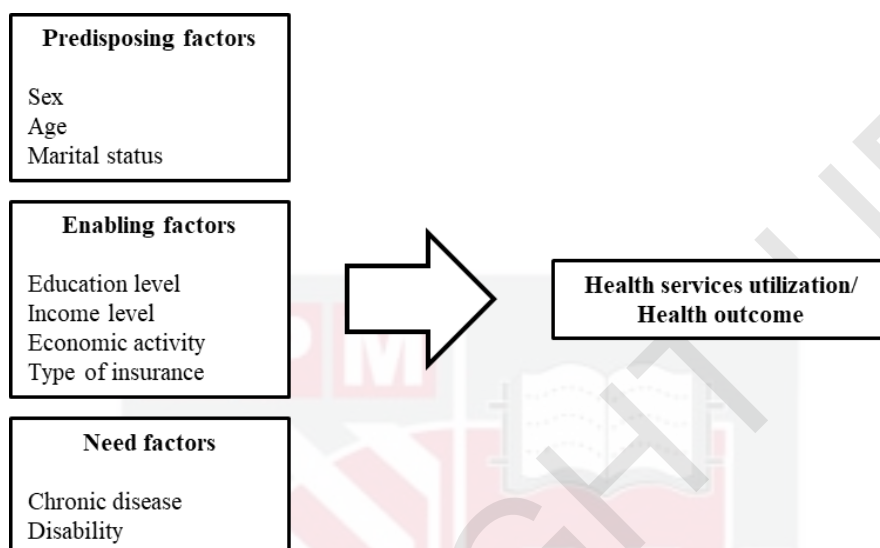 Predisposing factors
Sex
Age
Marital status
Enabling factors
Education level
Income level
Economic activity
Type of insurance
Need factors
Chronic disease
Disability
Health services utilization/
Health outcome
PM